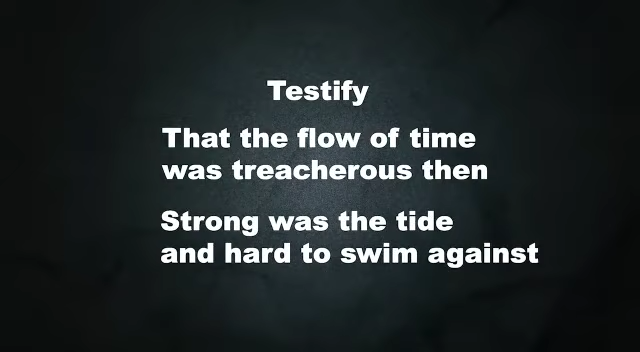 Testify
That the flow of time
was treacherous then
Strong was the tide
and hard to swim against